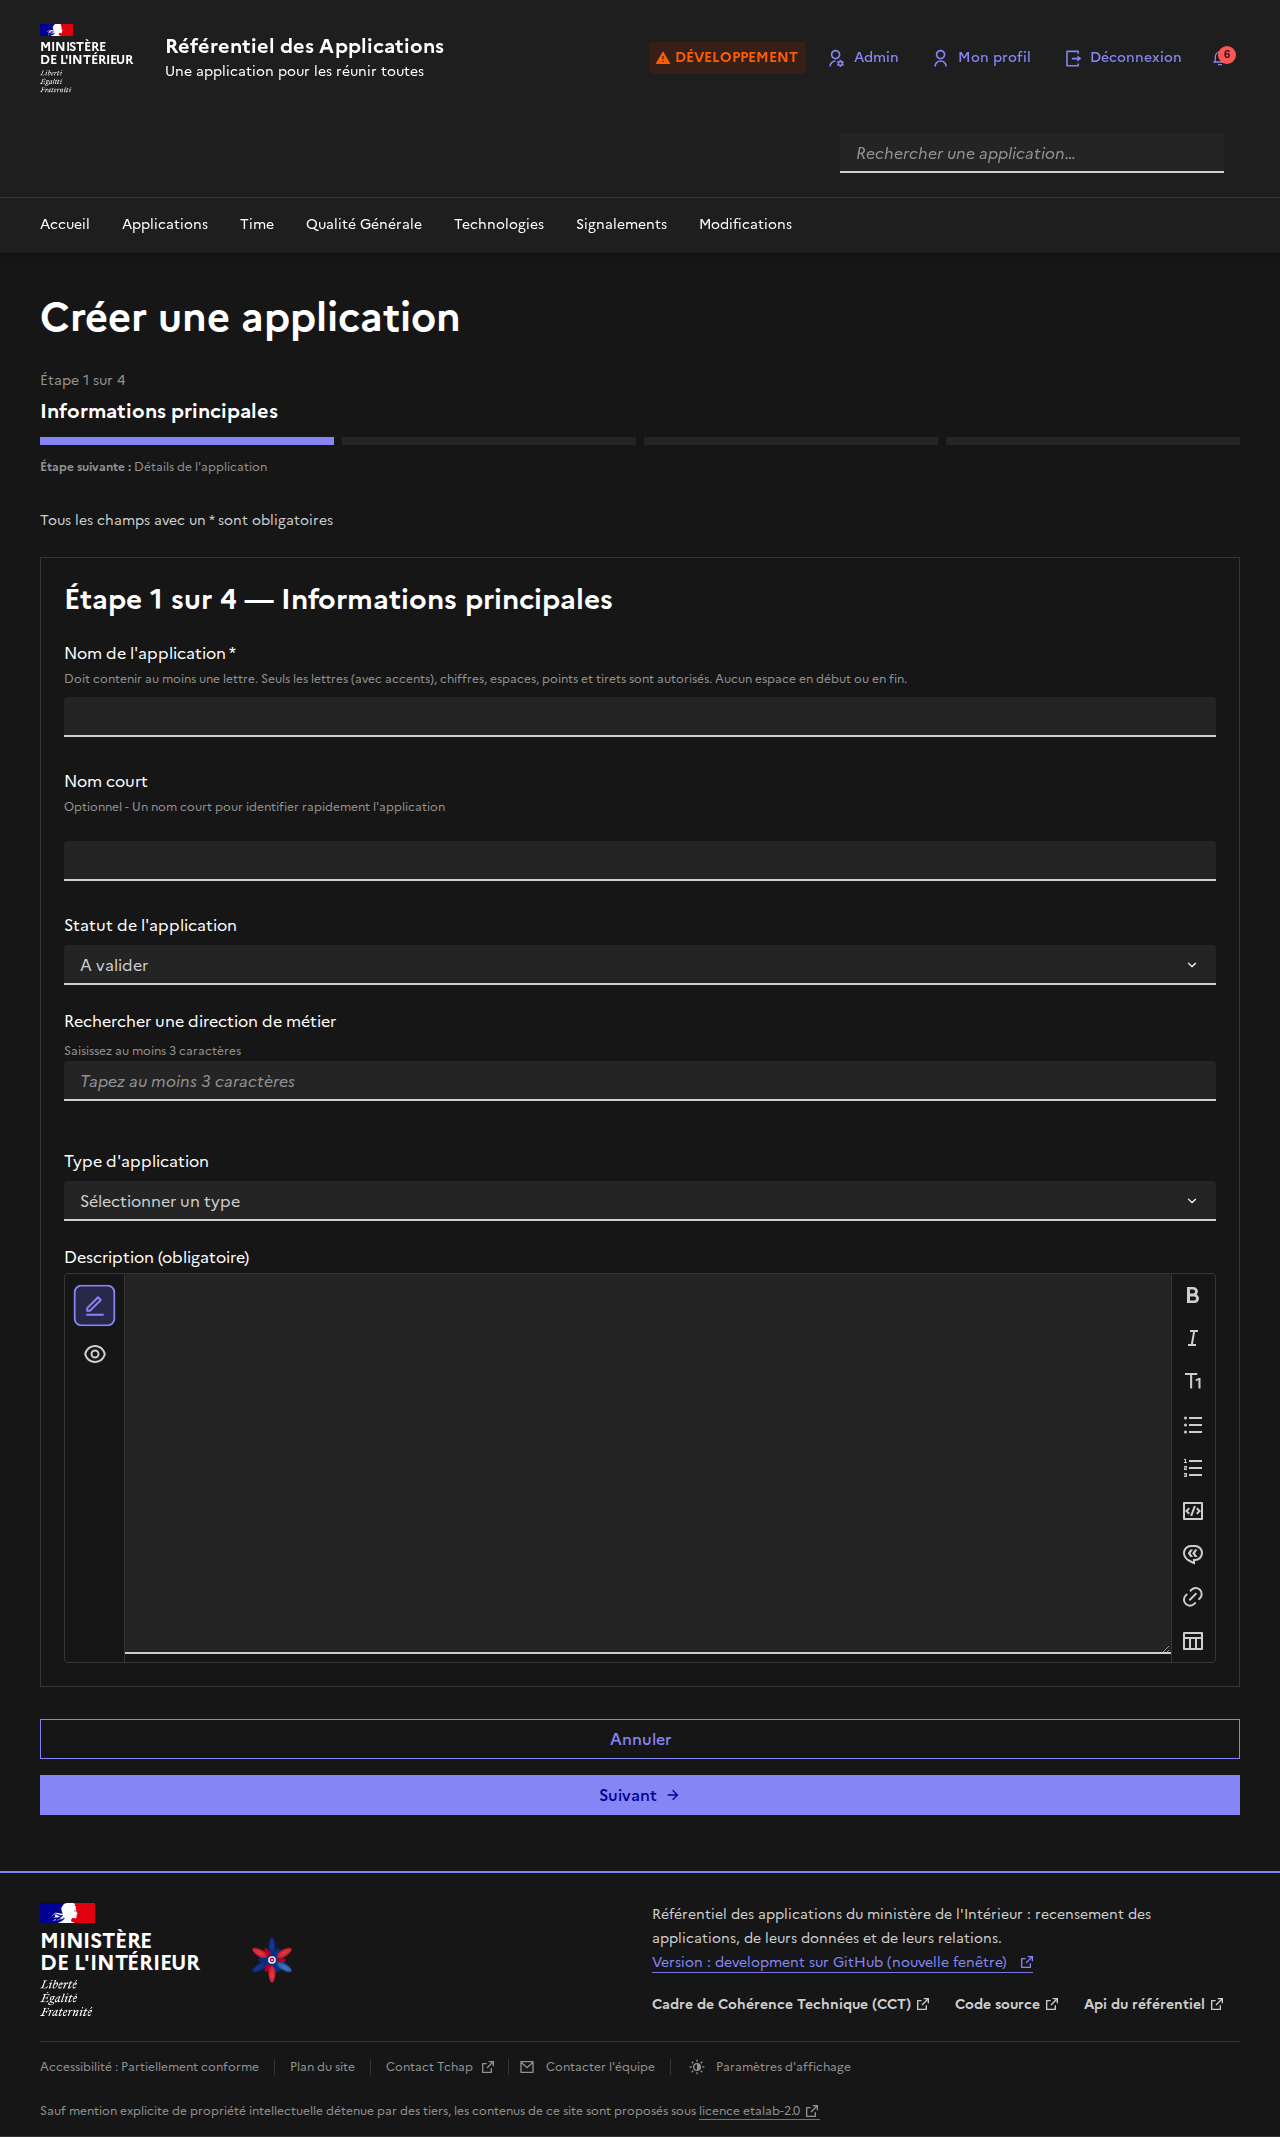 MINISTÈRE
DE L'INTÉRIEUR
Liberté
Égalité
Fraternité
Référentiel des Applications
Une application pour les réunir toutes
DÉVELOPPEMENT
Admin
Mon profil
Déconnexion
6
Rechercher une application...
Accueil
Applications
Time
Qualité Générale
Technologies
Signalements
Modifications
Créer une application
Étape 1 sur 4
Informations principales
Étape suivante : Détails de l'application
Tous les champs avec un * sont obligatoires
Étape 1 sur 4 — Informations principales
Nom de l'application *
Doit contenir au moins une lettre. Seuls les lettres (avec accents), chiffres, espaces, points et tirets sont autorisés. Aucun espace en début ou en fin.
Nom court
Optionnel - Un nom court pour identifier rapidement l'application
Statut de l'application
A valider
Rechercher une direction de métier
Saisissez au moins 3 caractères
Tapez au moins 3 caractères
Type d'application
Sélectionner un type
Description (obligatoire)
Annuler
Suivant
MINISTÈRE
DE L'INTÉRIEUR
Liberté
Égalité
Fraternité
Référentiel des applications du ministère de l'Intérieur : recensement des
applications, de leurs données et de leurs relations.
Version : development sur GitHub (nouvelle fenêtre)
Cadre de Cohérence Technique (CCT)
Code source
Api du référentiel
Accessibilité : Partiellement conforme
Plan du site
Contact Tchap
Contacter l'équipe
Paramètres d'affichage
Sauf mention explicite de propriété intellectuelle détenue par des tiers, les contenus de ce site sont proposés sous licence etalab-2.0